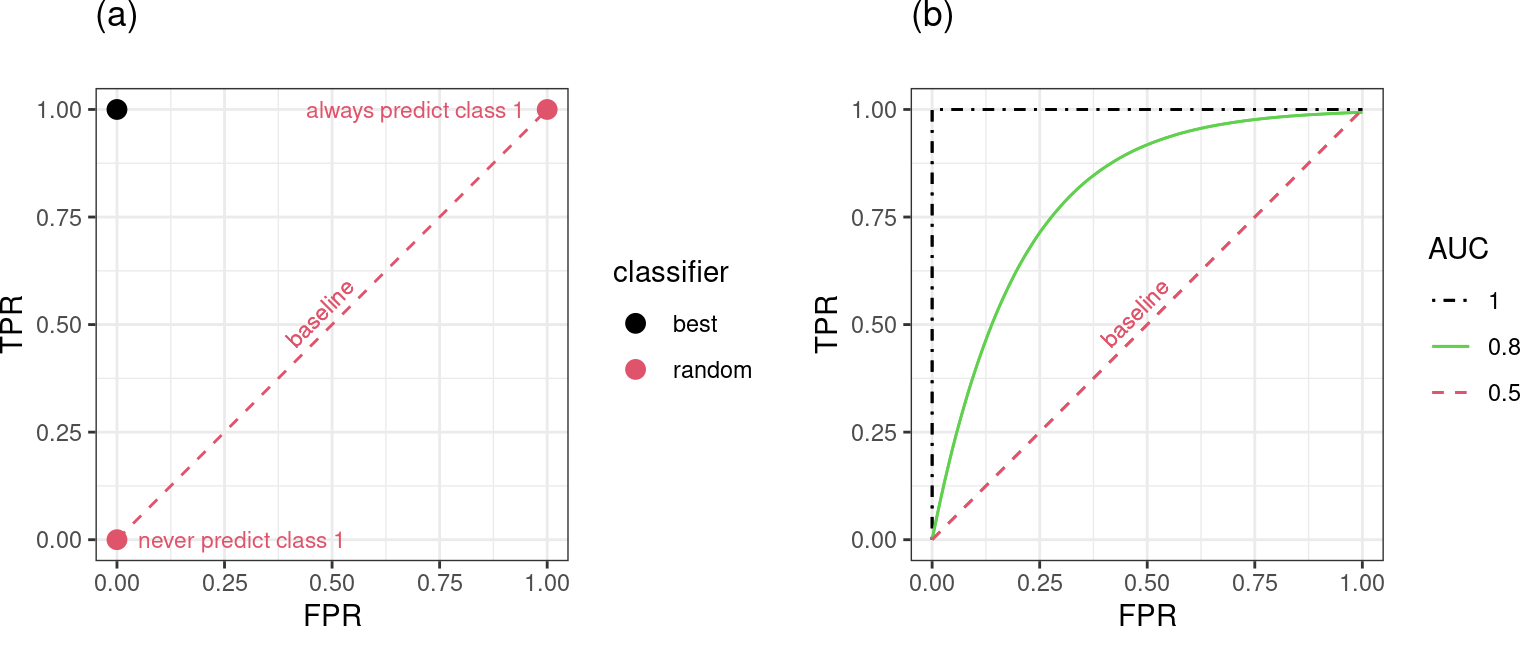 (a)
1.00
0.75
0.50
0.25
0.00
TPR
always predict class 1
baseline
never predict class 1
0.00 0.25 0.50 0.75 1.00
FPR
classifier
best
random
(b)
1.00
0.75
0.50
0.25
0.00
TPR
baseline
0.00 0.25 0.50 0.75 1.00
FPR
AUC
1
0.8
0.5